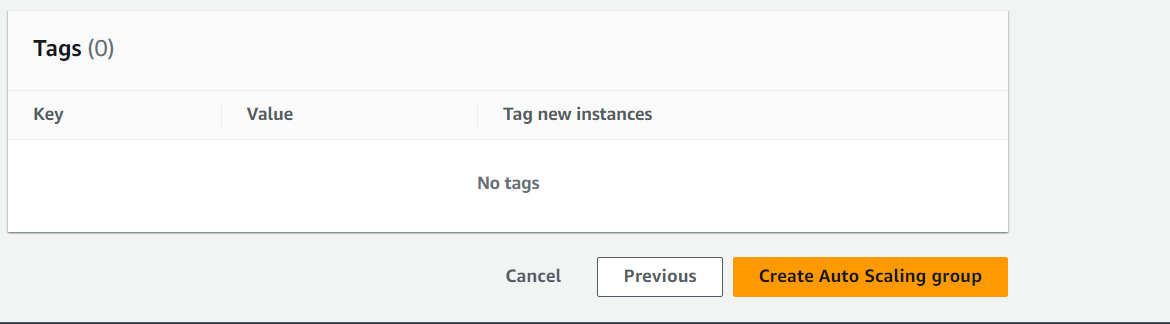 Tags (0)
Key Value Tag new instances
No tags
Cancel Previous Create Auto Scaling group